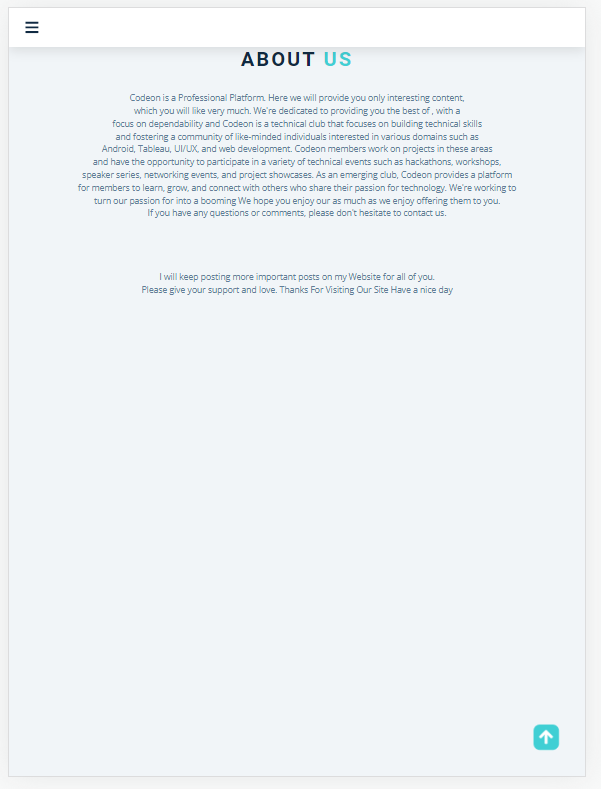 ABOUT US
Codeon is a Professional Platform. Here we will provide you only interesting content,
which you will like very much. We're dedicated to providing you the best of , with a
focus on dependability and Codeon is a technical club that focuses on building technical skills
and fostering a community of like-minded individuals interested in various domains such as
Android, Tableau, UI/UX, and web development. Codeon members work on projects in these areas
and have the opportunity to participate in a variety of technical events such as hackathons, workshops,
speaker series, networking events, and project showcases. As an emerging club, Codeon provides a platform
for members to learn, grow, and connect with others who share their passion for technology. We're working to
turn our passion for into a booming We hope you enjoy our as much as we enjoy offering them to you.
If you have any questions or comments, please don't hesitate to contact us.
I will keep posting more important posts on my Website for all of you.
Please give your support and love. Thanks For Visiting Our Site Have a nice day